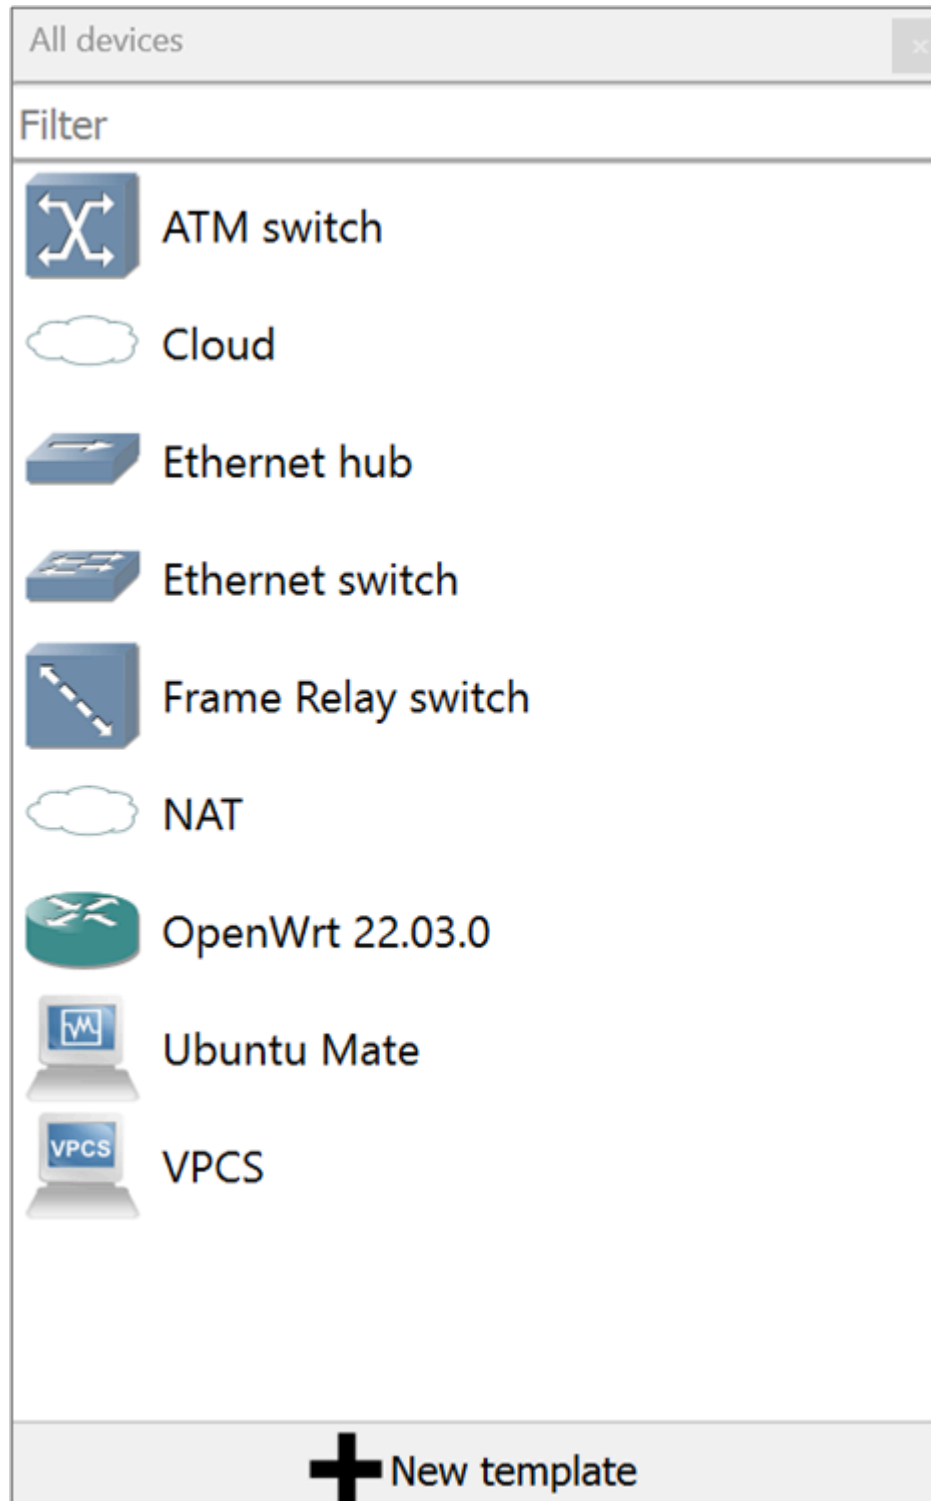 All devices
Filter
ATM switch
Cloud
Ethernet hub
Ethernet switch
Frame Relay switch
NAT
OpenWrt 22.03.0
Ubuntu Mate
VPCS
VPCS
New template